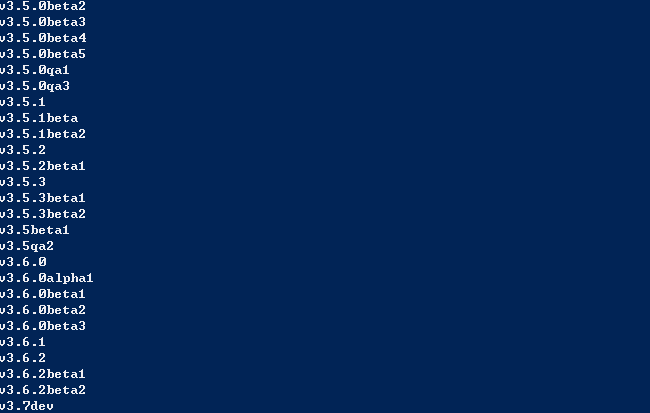 v3.5.0beta2
v3.5.0beta3
v3.5.0beta4
v3.5.0beta5
v3.5.0qa1
v3.5.0qa3
v3.5.1
v3.5.1beta
v3.5.1beta2
v3.5.2
v3.5.2beta1
v3.5.3
v3.5.3beta1
v3.5.3beta2
v3.5beta1
v3.5qa2
v3.6.0
v3.6.0alpha1
v3.6.0beta1
v3.6.0beta2
v3.6.0beta3
v3.6.1
v3.6.2
v3.6.2beta1
v3.6.2beta2
v3.7dev